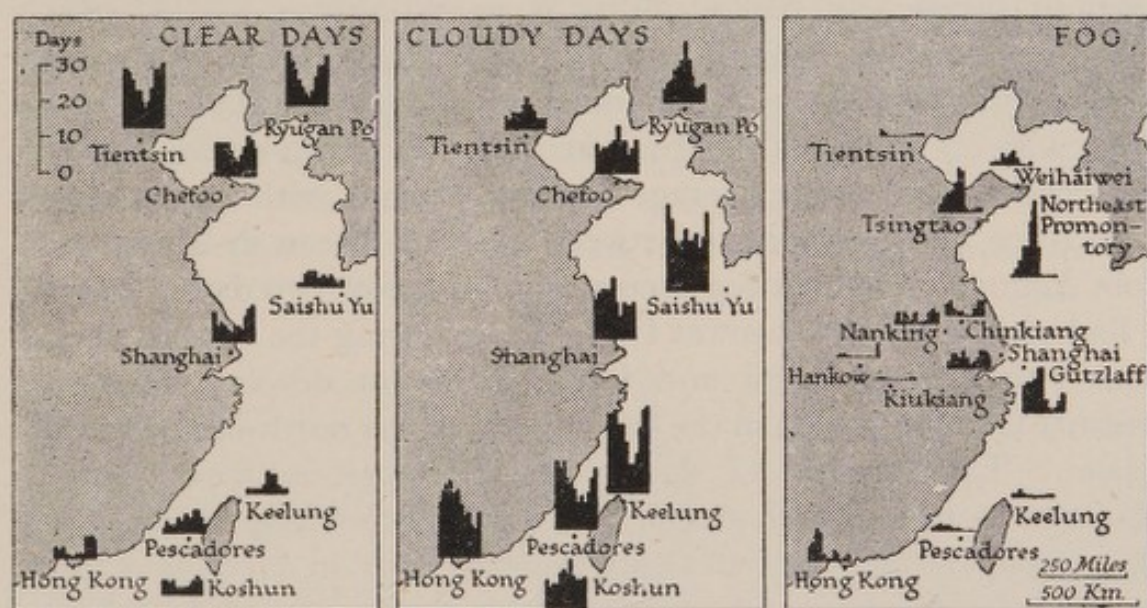 CLEAR DAYS
Days
30
20
10
0
Tientsin
Ryugan Po
Chefoo
Saishu Yu
Shanghai
Keelung
Pescadores
Hong Kong
Koshun
CLOUDY DAYS
Tientsin
Ryugan Po
Chefoo
Saishu Yu
Shanghai
Keelung
Pescadores
Hong Kong
Koshun
FOG
Tientsin
Weihaiwei
Tsingtao
Northeast
Promon-
tory
Nanking
Chinkiang
Shanghai
Hankow
Gutzlaff
Kiukiang
Keelung
Pescadores
Hong Kong
250 Miles
500 Km.